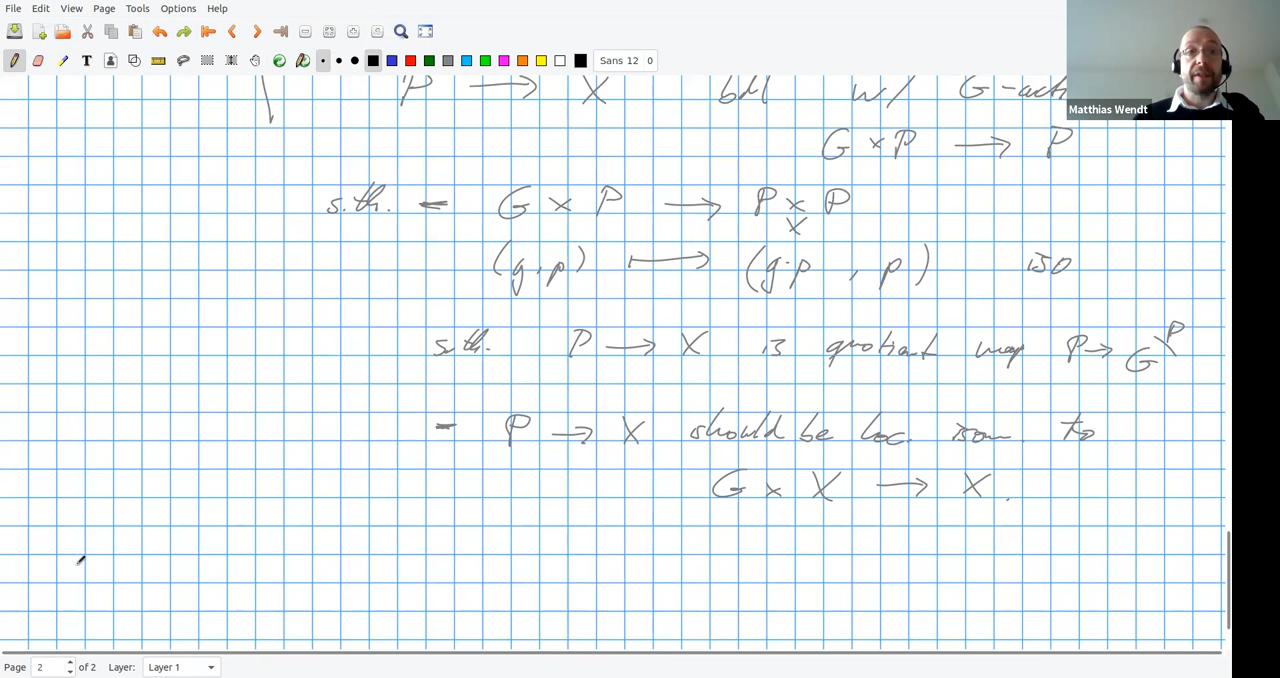 File Edit View Page Tools Options Help
Sans 12 0
Matthias Wendt
P → X bdl w/ G-acti
G × P → P
s.th. - G × P → P × P
X
(g,p) ↦ (g·p , p) iso
s.th. P → X is quotient map P → G\P
- P → X should be loc. isom. to
G × X → X .
Page 2 of 2 Layer: Layer 1